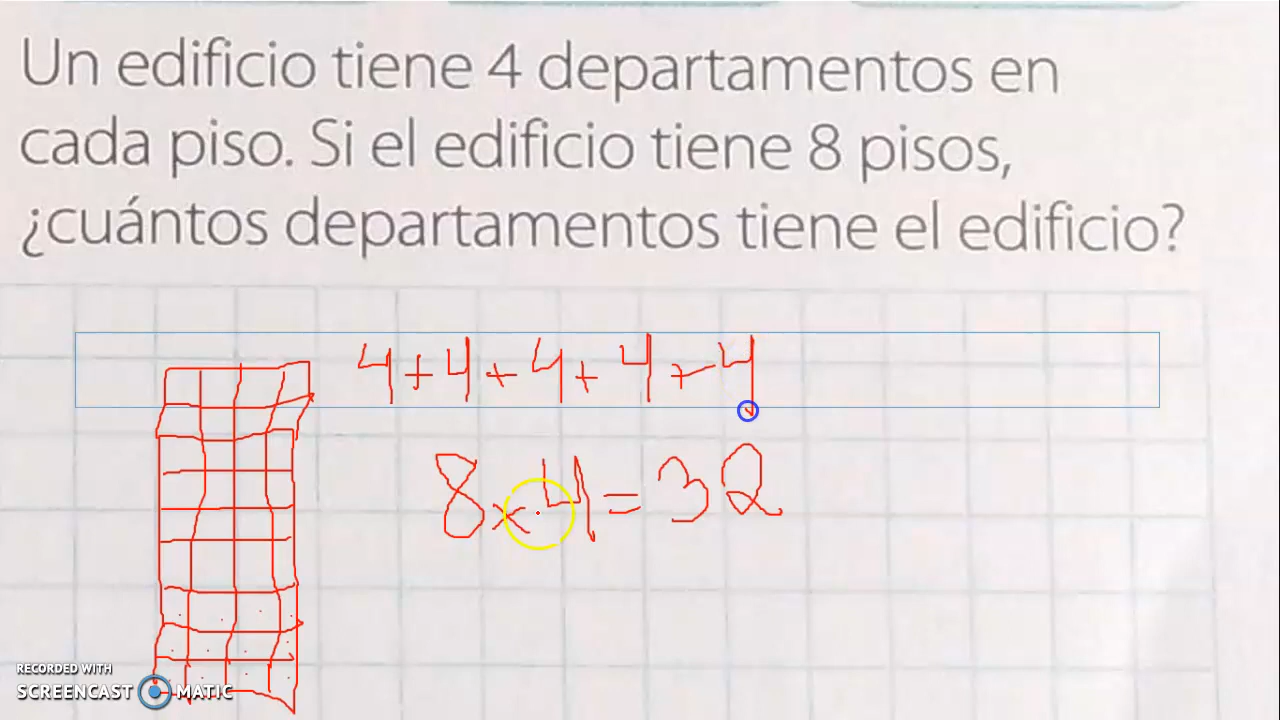 Un edificio tiene 4 departamentos en
cada piso. Si el edificio tiene 8 pisos,
¿cuántos departamentos tiene el edificio?
4+4+4+4+4
8x4=32
RECORDED WITH
SCREENCAST MATIC